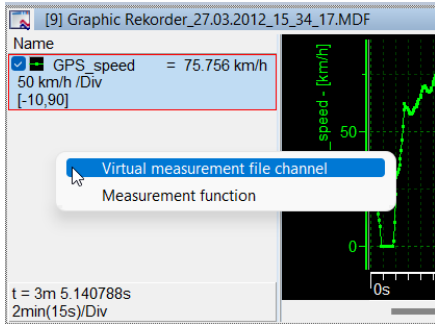 [9] Graphic Rekorder_27.03.2012_15_34_17.MDF
Name
GPS_speed = 75.756 km/h
50 km/h /Div
[-10,90]
Virtual measurement file channel
Measurement function
_speed - [km/h]
50
0
0s
t = 3m 5.140788s
2min(15s)/Div